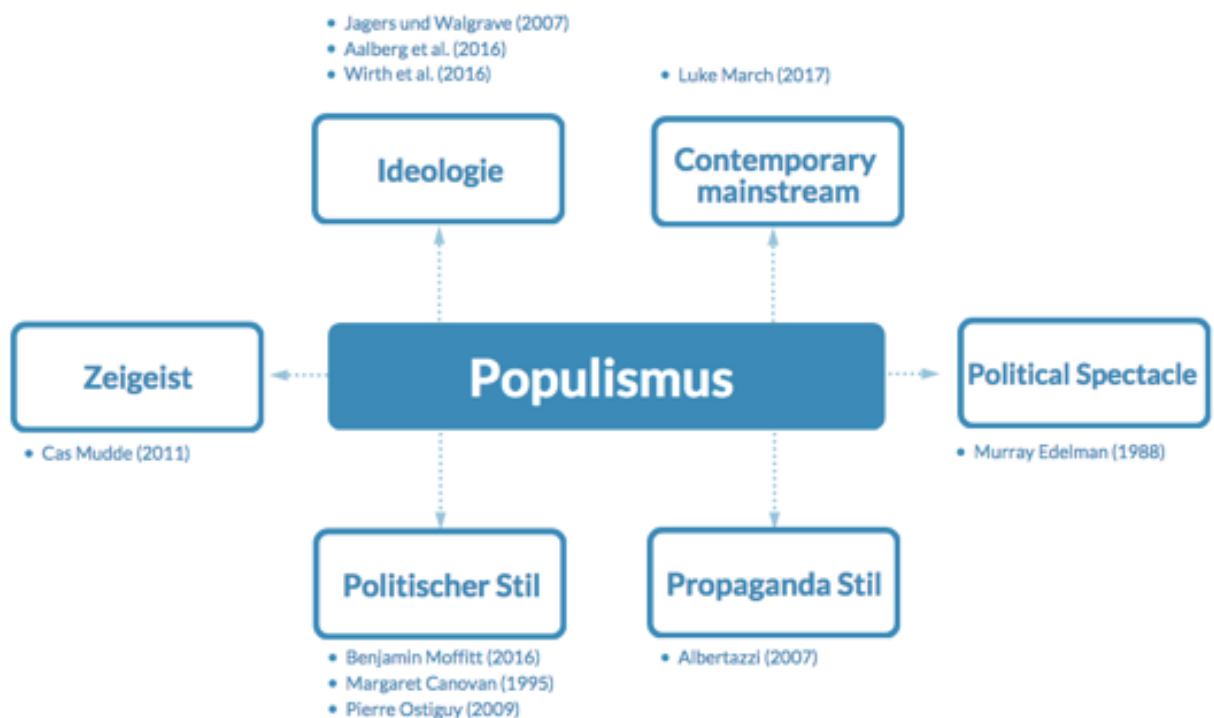 • Jagers und Walgrave (2007)
• Aalberg et al. (2016)
• Wirth et al. (2016)
• Luke March (2017)
Ideologie
Contemporary
mainstream
Zeigeist
Populismus
Political Spectacle
• Cas Mudde (2011)
• Murray Edelman (1988)
Politischer Stil
Propaganda Stil
• Benjamin Moffitt (2016)
• Margaret Canovan (1995)
• Pierre Ostiguy (2009)
• Albertazzi (2007)